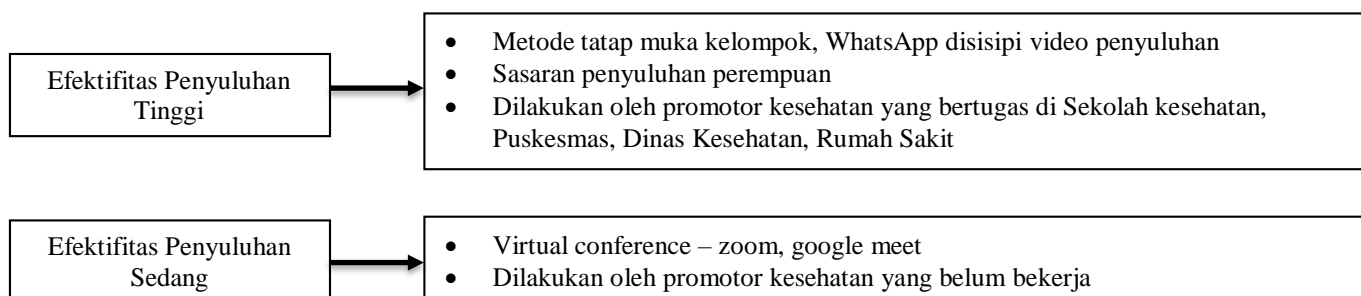 Efektifitas Penyuluhan
Tinggi
• Metode tatap muka kelompok, WhatsApp disisipi video penyuluhan
• Sasaran penyuluhan perempuan
• Dilakukan oleh promotor kesehatan yang bertugas di Sekolah kesehatan,
Puskesmas, Dinas Kesehatan, Rumah Sakit
Efektifitas Penyuluhan
Sedang
• Virtual conference – zoom, google meet
• Dilakukan oleh promotor kesehatan yang belum bekerja